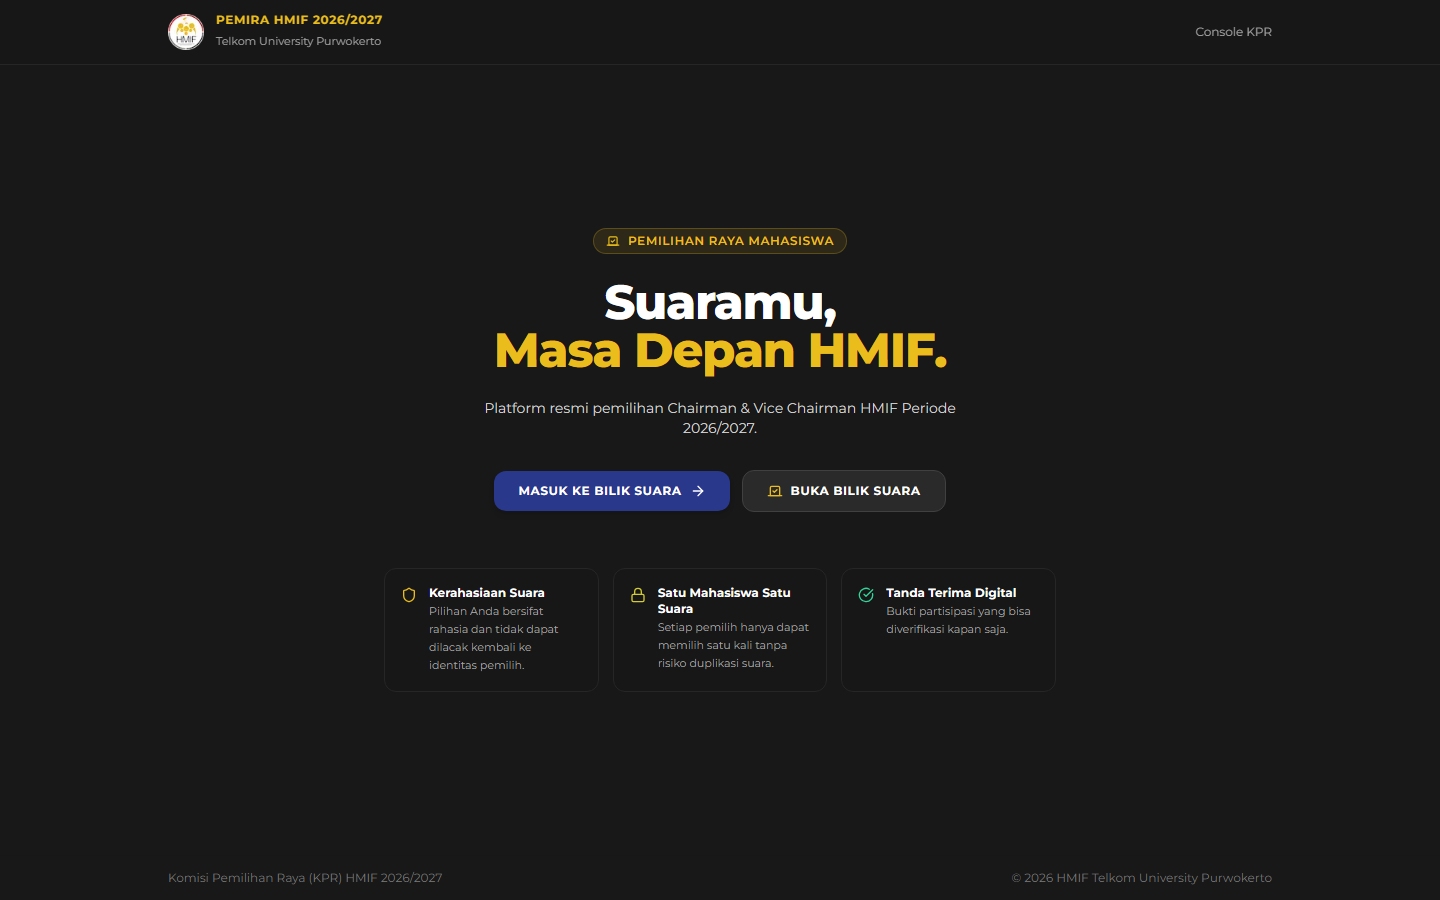 HMIF
PEMIRA HMIF 2026/2027
Telkom University Purwokerto
Console KPR
PEMILIHAN RAYA MAHASISWA
Suaramu,
Masa Depan HMIF.
Platform resmi pemilihan Chairman & Vice Chairman HMIF Periode
2026/2027.
MASUK KE BILIK SUARA
BUKA BILIK SUARA
Kerahasiaan Suara
Pilihan Anda bersifat
rahasia dan tidak dapat
dilacak kembali ke
identitas pemilih.
Satu Mahasiswa Satu
Suara
Setiap pemilih hanya dapat
memilih satu kali tanpa
risiko duplikasi suara.
Tanda Terima Digital
Bukti partisipasi yang bisa
diverifikasi kapan saja.
Komisi Pemilihan Raya (KPR) HMIF 2026/2027
© 2026 HMIF Telkom University Purwokerto